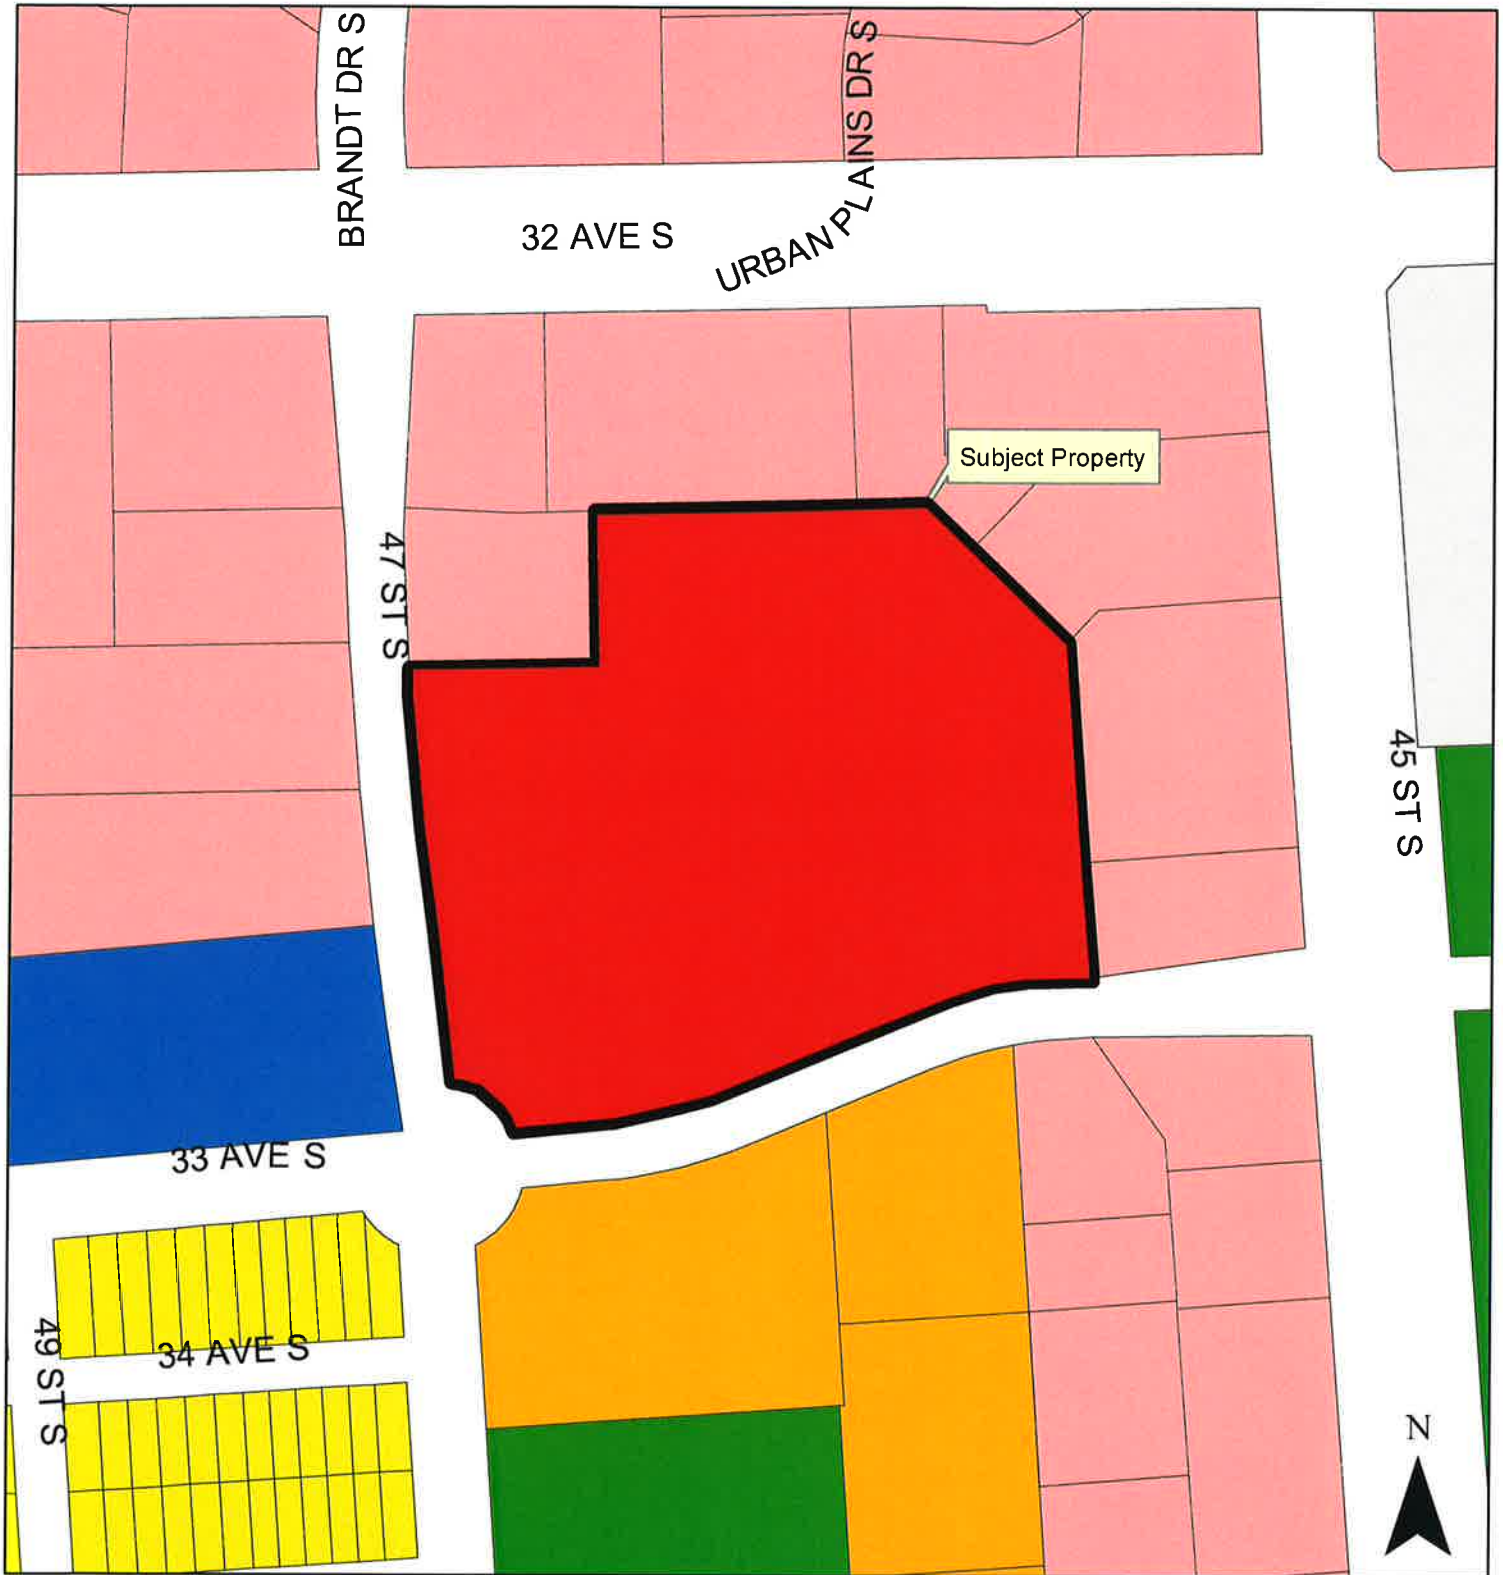 BRANDT DR S
URBAN PLAINS DR S
32 AVE S
Subject Property
47 ST S
45 ST S
33 AVE S
34 AVE S
49 ST S
N